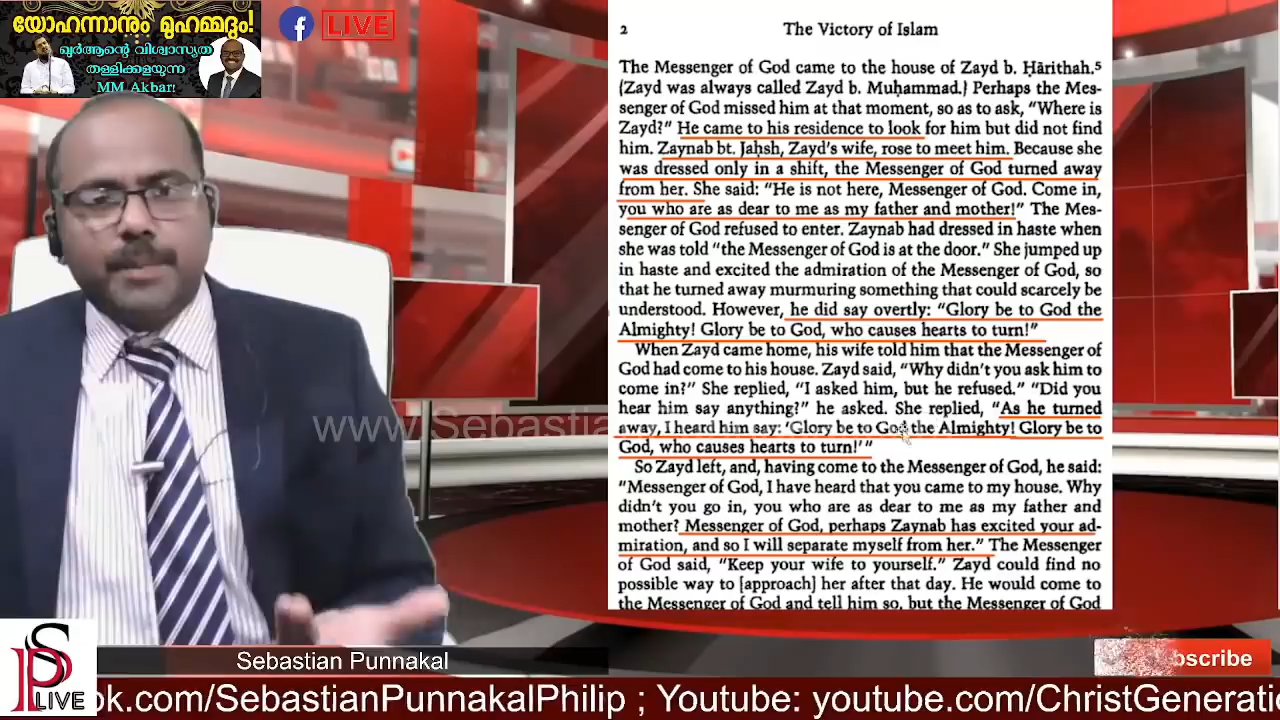 യോഹന്നാനും മുഹമ്മദും!
ഖുർആന്റെ വിശ്വാസ്യത
തള്ളികളയുന്ന
MM Akbar!
f LIVE
2 The Victory of Islam
The Messenger of God came to the house of Zayd b. Ḥārithah.⁵
{Zayd was always called Zayd b. Muḥammad.} Perhaps the Mes-
senger of God missed him at that moment, so as to ask, "Where is
Zayd?" He came to his residence to look for him but did not find
him. Zaynab bt. Jaḥsh, Zayd's wife, rose to meet him. Because she
was dressed only in a shift, the Messenger of God turned away
from her. She said: "He is not here, Messenger of God. Come in,
you who are as dear to me as my father and mother!" The Mes-
senger of God refused to enter. Zaynab had dressed in haste when
she was told "the Messenger of God is at the door." She jumped up
in haste and excited the admiration of the Messenger of God, so
that he turned away murmuring something that could scarcely be
understood. However, he did say overtly: "Glory be to God the
Almighty! Glory be to God, who causes hearts to turn!"
When Zayd came home, his wife told him that the Messenger of
God had come to his house. Zayd said, "Why didn't you ask him to
come in?" She replied, "I asked him, but he refused." "Did you
hear him say anything?" he asked. She replied, "As he turned
away, I heard him say: 'Glory be to God the Almighty! Glory be to
God, who causes hearts to turn!'"
So Zayd left, and, having come to the Messenger of God, he said:
"Messenger of God, I have heard that you came to my house. Why
didn't you go in, you who are as dear to me as my father and
mother? Messenger of God, perhaps Zaynab has excited your ad-
miration, and so I will separate myself from her." The Messenger
of God said, "Keep your wife to yourself." Zayd could find no
possible way to [approach] her after that day. He would come to
the Messenger of God and tell him so, but the Messenger of God
www.Sebastia
SP LIVE
Sebastian Punnakal
bscribe
ok.com/SebastianPunnakalPhilip ; Youtube: youtube.com/ChristGeneratio